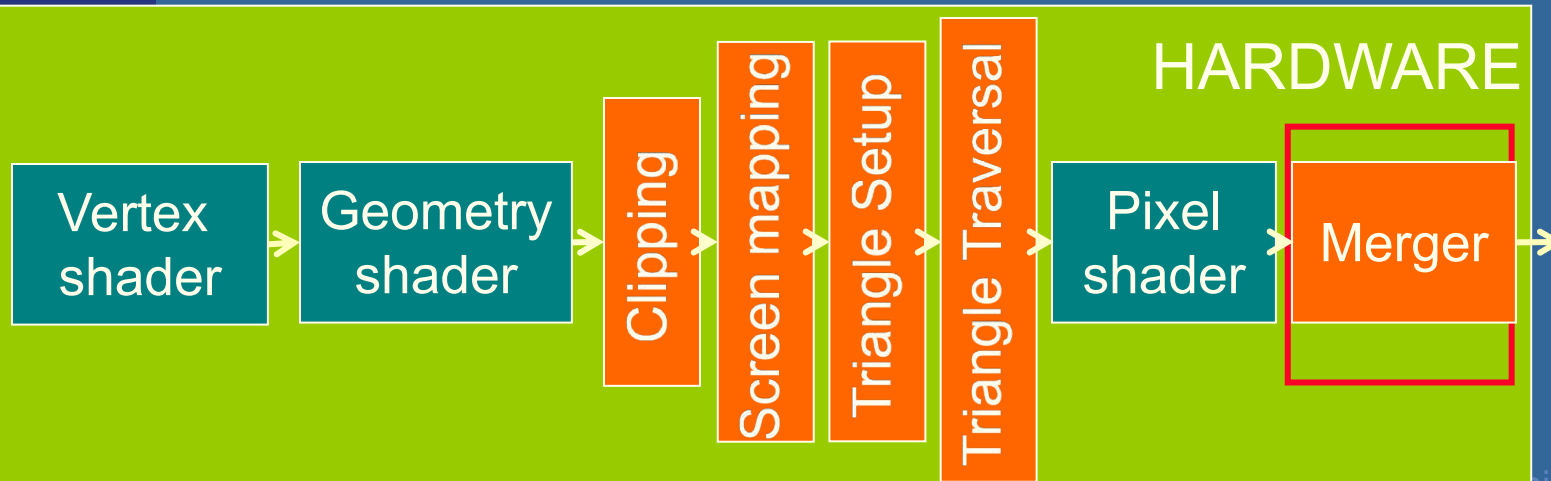 HARDWARE
Vertex
shader
Geometry
shader
Clipping
Screen mapping
Triangle Setup
Triangle Traversal
Pixel
shader
Merger